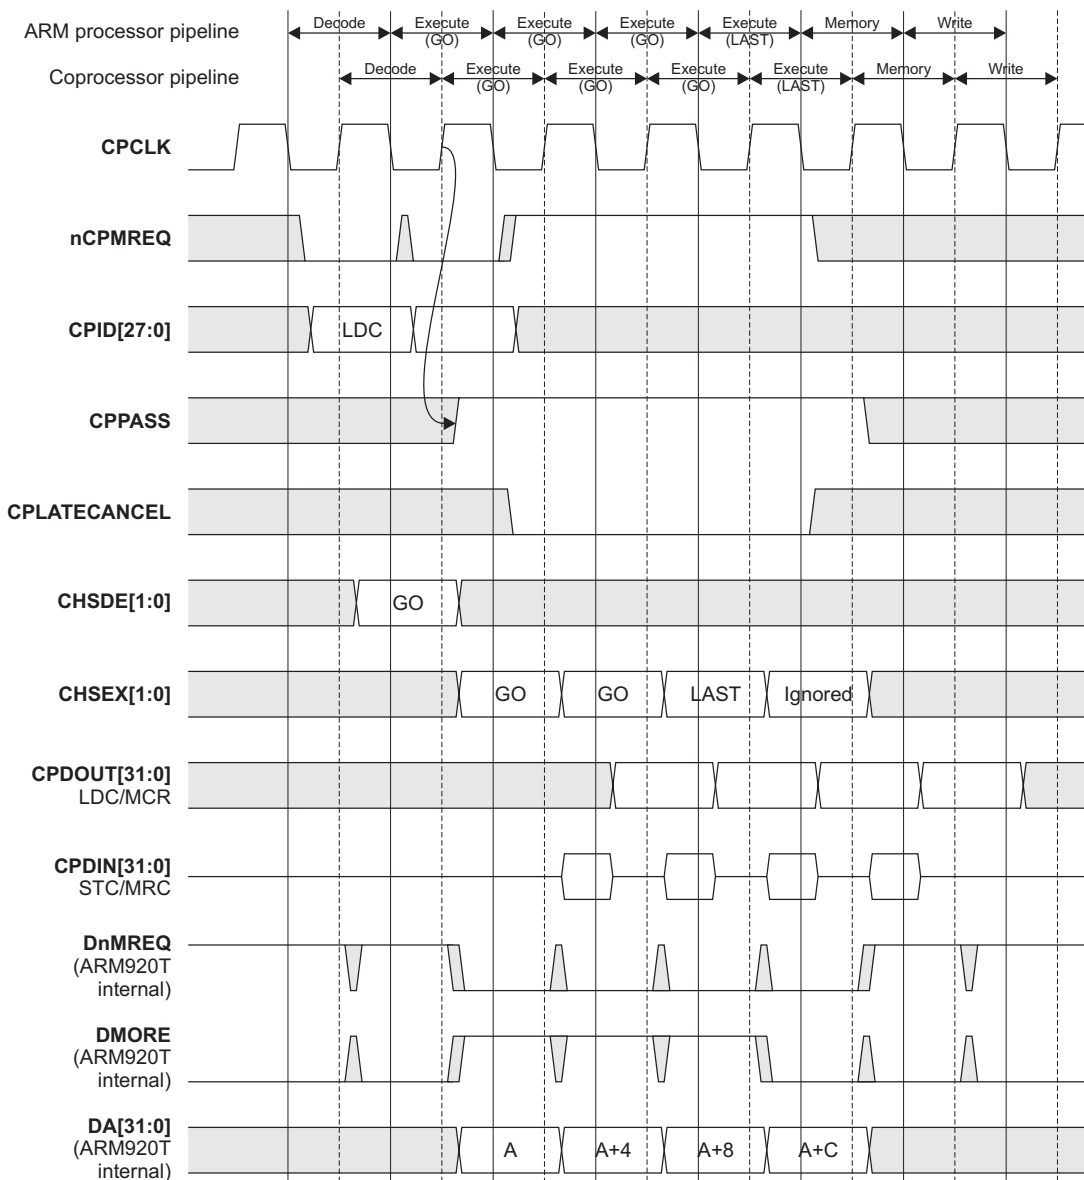 ARM processor pipeline
Decode Execute (GO) Execute (GO) Execute (GO) Execute (LAST) Memory Write
Coprocessor pipeline
Decode Execute (GO) Execute (GO) Execute (GO) Execute (LAST) Memory Write
CPCLK
nCPMREQ
CPID[27:0]
LDC
CPPASS
CPLATECANCEL
CHSDE[1:0]
GO
CHSEX[1:0]
GO GO LAST Ignored
CPDOUT[31:0]
LDC/MCR
CPDIN[31:0]
STC/MRC
DnMREQ
(ARM920T
internal)
DMORE
(ARM920T
internal)
DA[31:0]
(ARM920T
internal)
A A+4 A+8 A+C